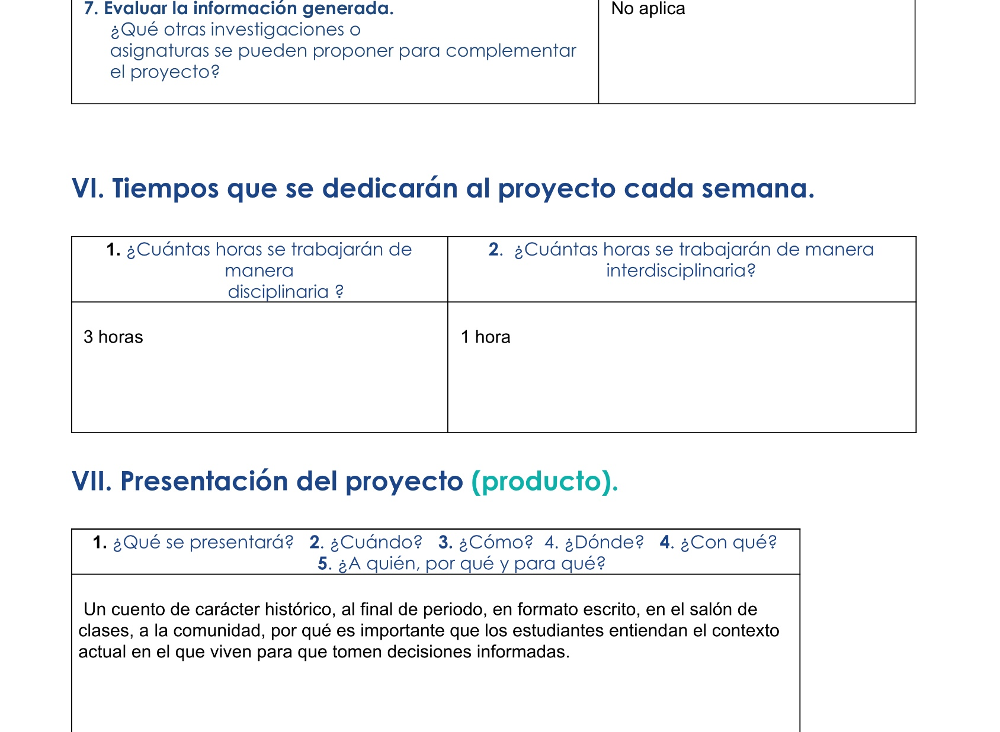 7. Evaluar la información generada.
¿Qué otras investigaciones o
asignaturas se pueden proponer para complementar
el proyecto?
No aplica
VI. Tiempos que se dedicarán al proyecto cada semana.
1. ¿Cuántas horas se trabajarán de
manera
disciplinaria ?
2. ¿Cuántas horas se trabajarán de manera
interdisciplinaria?
3 horas
1 hora
VII. Presentación del proyecto (producto).
1. ¿Qué se presentará? 2. ¿Cuándo? 3. ¿Cómo? 4. ¿Dónde? 4. ¿Con qué?
5. ¿A quién, por qué y para qué?
Un cuento de carácter histórico, al final de periodo, en formato escrito, en el salón de
clases, a la comunidad, por qué es importante que los estudiantes entiendan el contexto
actual en el que viven para que tomen decisiones informadas.